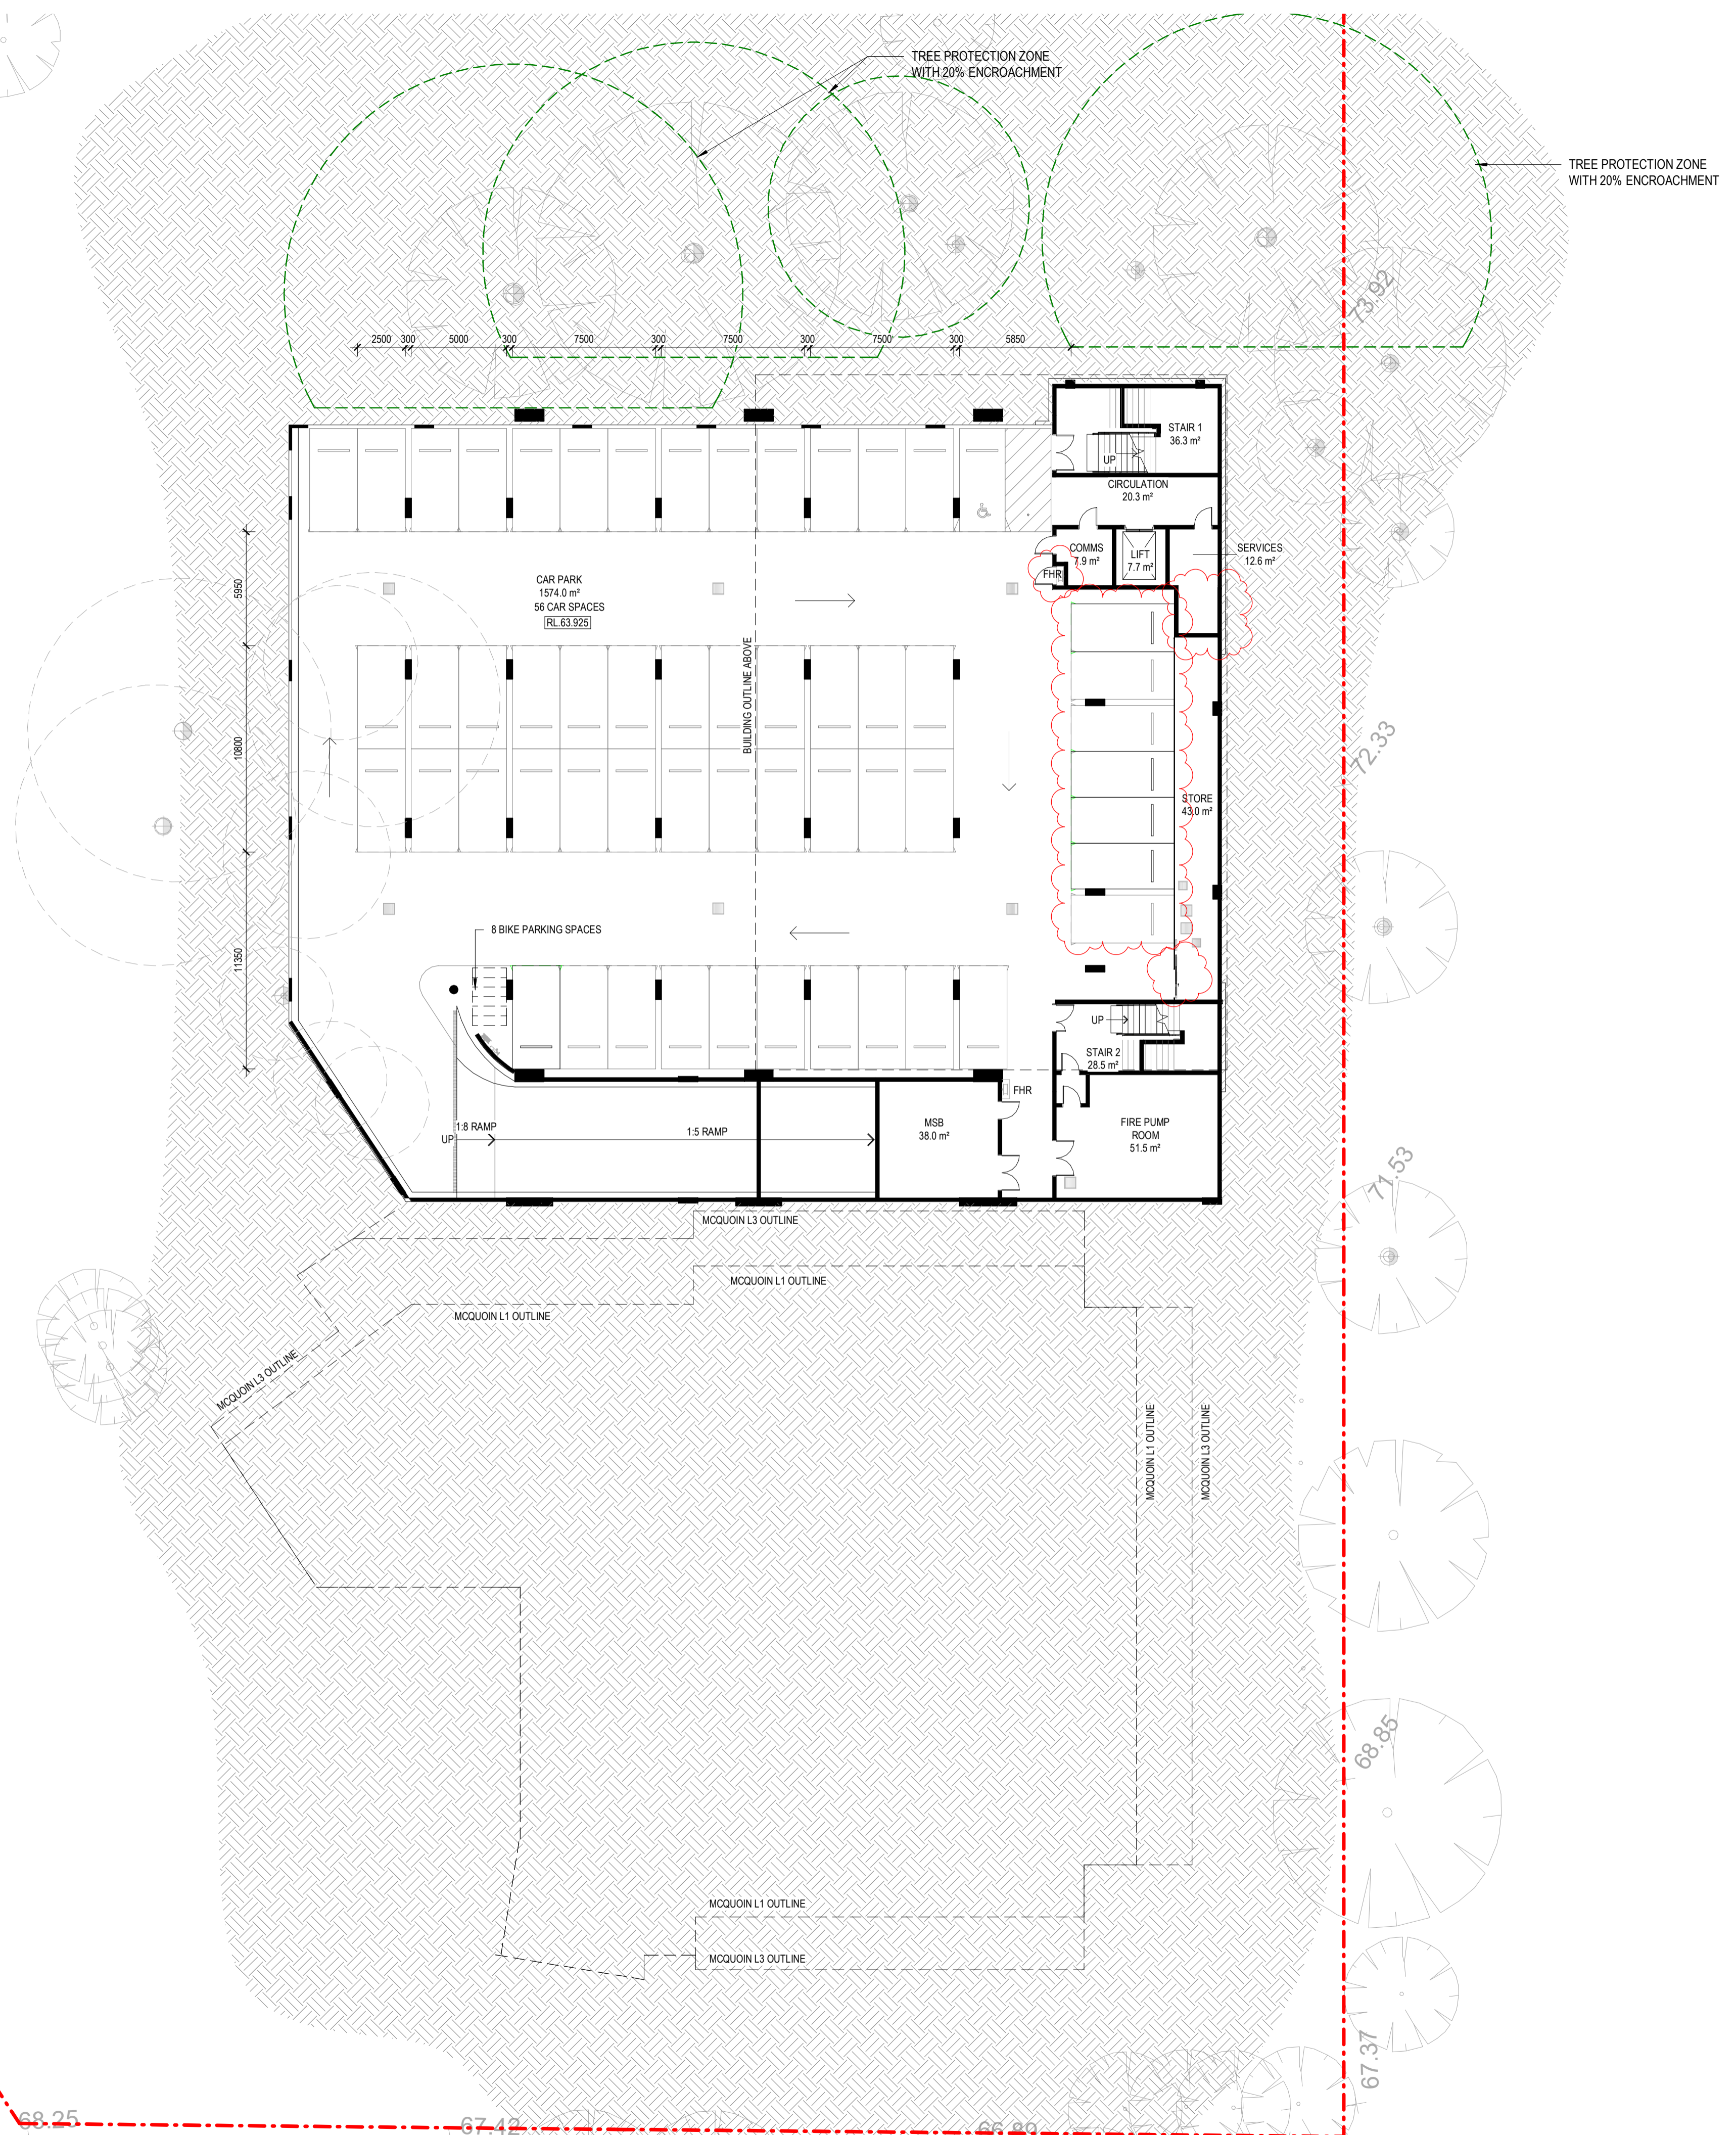 TREE PROTECTION ZONE
WITH 20% ENCROACHMENT
TREE PROTECTION ZONE
WITH 20% ENCROACHMENT
73.92
2500
300
5000
300
7500
300
7500
300
7500
300
5850
STAIR 1
36.3 m²
UP
CIRCULATION
20.3 m²
COMMS
7.9 m²
LIFT
7.7 m²
SERVICES
12.6 m²
FHR
CAR PARK
1574.0 m²
56 CAR SPACES
RL.63.925
5950
BUILDING OUTLINE ABOVE
10800
72.33
STORE
43.0 m²
8 BIKE PARKING SPACES
11350
UP
STAIR 2
28.5 m²
FHR
1:8 RAMP
UP
1:5 RAMP
MSB
38.0 m²
FIRE PUMP
ROOM
51.5 m²
71.53
MCQUOIN L3 OUTLINE
MCQUOIN L1 OUTLINE
MCQUOIN L1 OUTLINE
MCQUOIN L3 OUTLINE
MCQUOIN L1 OUTLINE
MCQUOIN L3 OUTLINE
68.85
MCQUOIN L1 OUTLINE
MCQUOIN L3 OUTLINE
67.37
68.25
67.42
66.89